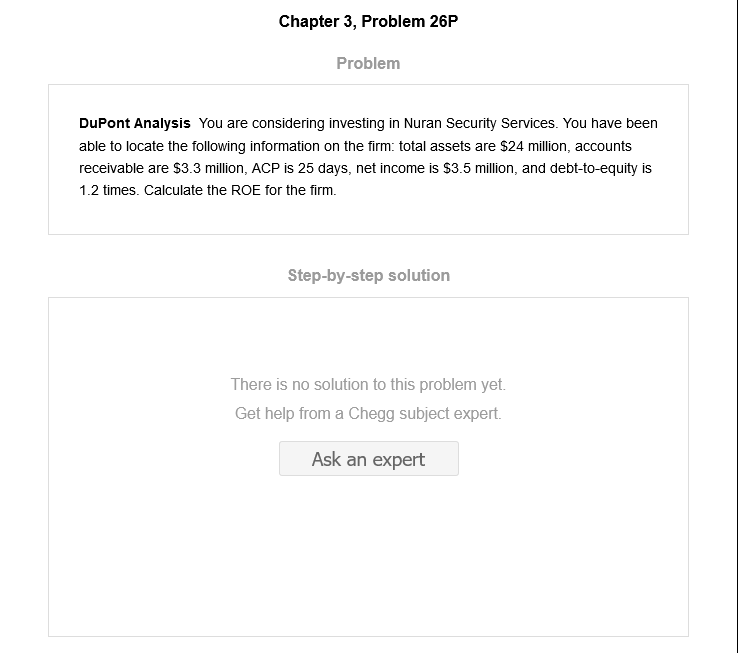 Chapter 3, Problem 26P
Problem
DuPont Analysis You are considering investing in Nuran Security Services. You have been
able to locate the following information on the firm: total assets are $24 million, accounts
receivable are $3.3 million, ACP is 25 days, net income is $3.5 million, and debt-to-equity is
1.2 times. Calculate the ROE for the firm.
Step-by-step solution
There is no solution to this problem yet.
Get help from a Chegg subject expert.
Ask an expert